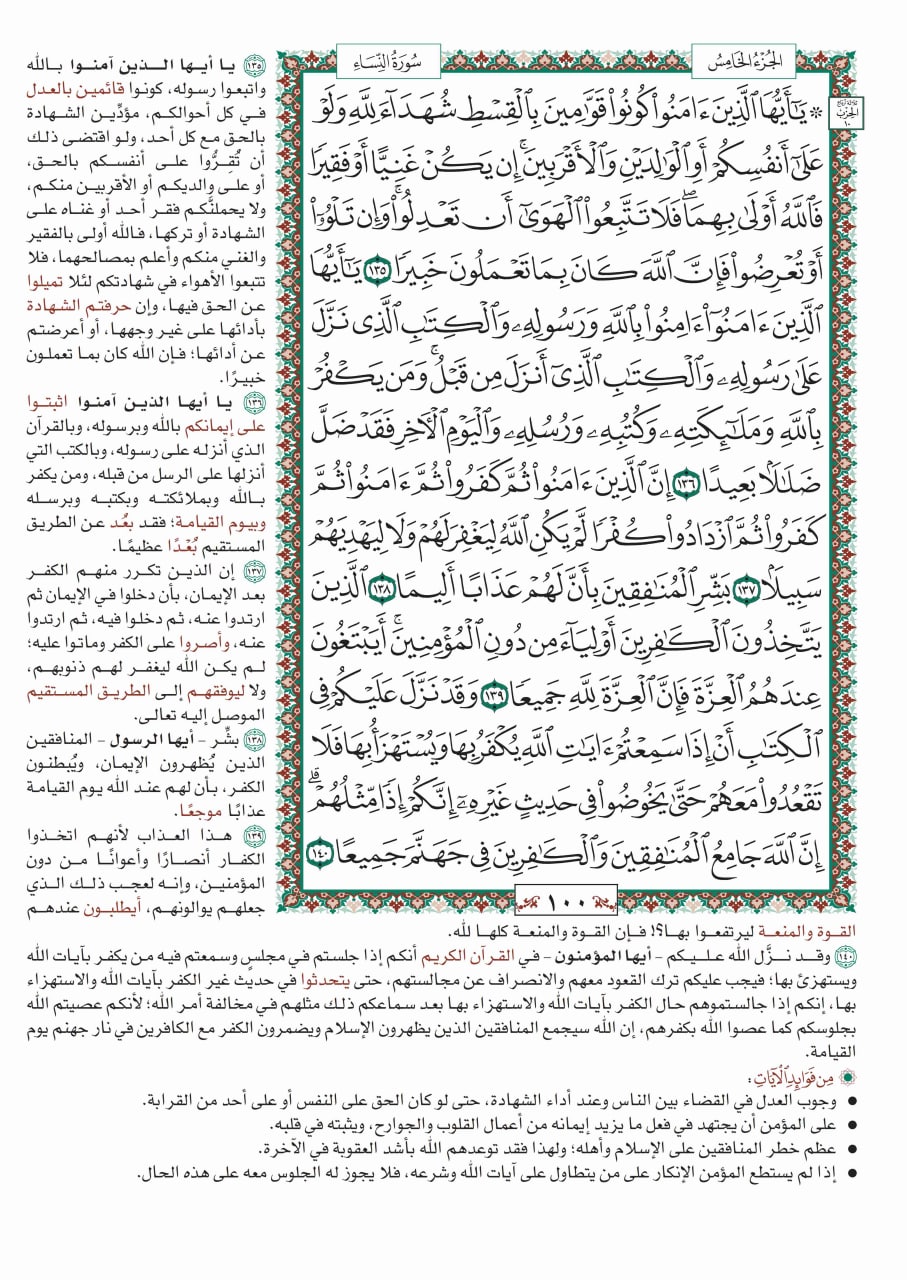 الجُزْءُ الخَامِسُ
سُورَةُ النِّسَاءِ
ثلاثة أرباع
الحزب
١٠
۞ يَٰٓأَيُّهَا ٱلَّذِينَ ءَامَنُوا۟ كُونُوا۟ قَوَّٰمِينَ بِٱلْقِسْطِ شُهَدَآءَ لِلَّهِ وَلَوْ
عَلَىٰٓ أَنفُسِكُمْ أَوِ ٱلْوَٰلِدَيْنِ وَٱلْأَقْرَبِينَ ۚ إِن يَكُنْ غَنِيًّا أَوْ فَقِيرًا
فَٱللَّهُ أَوْلَىٰ بِهِمَا ۖ فَلَا تَتَّبِعُوا۟ ٱلْهَوَىٰٓ أَن تَعْدِلُوا۟ ۚ وَإِن تَلْوُۥٓا۟
أَوْ تُعْرِضُوا۟ فَإِنَّ ٱللَّهَ كَانَ بِمَا تَعْمَلُونَ خَبِيرًا ١٣٥ يَٰٓأَيُّهَا
ٱلَّذِينَ ءَامَنُوٓا۟ ءَامِنُوا۟ بِٱللَّهِ وَرَسُولِهِۦ وَٱلْكِتَٰبِ ٱلَّذِى نَزَّلَ
عَلَىٰ رَسُولِهِۦ وَٱلْكِتَٰبِ ٱلَّذِىٓ أَنزَلَ مِن قَبْلُ ۚ وَمَن يَكْفُرْ
بِٱللَّهِ وَمَلَٰٓئِكَتِهِۦ وَكُتُبِهِۦ وَرُسُلِهِۦ وَٱلْيَوْمِ ٱلْءَاخِرِ فَقَدْ ضَلَّ
ضَلَٰلًۢا بَعِيدًا ١٣٦ إِنَّ ٱلَّذِينَ ءَامَنُوا۟ ثُمَّ كَفَرُوا۟ ثُمَّ ءَامَنُوا۟ ثُمَّ
كَفَرُوا۟ ثُمَّ ٱزْدَادُوا۟ كُفْرًا لَّمْ يَكُنِ ٱللَّهُ لِيَغْفِرَ لَهُمْ وَلَا لِيَهْدِيَهُمْ
سَبِيلًۢا ١٣٧ بَشِّرِ ٱلْمُنَٰفِقِينَ بِأَنَّ لَهُمْ عَذَابًا أَلِيمًا ١٣٨ ٱلَّذِينَ
يَتَّخِذُونَ ٱلْكَٰفِرِينَ أَوْلِيَآءَ مِن دُونِ ٱلْمُؤْمِنِينَ ۚ أَيَبْتَغُونَ
عِندَهُمُ ٱلْعِزَّةَ فَإِنَّ ٱلْعِزَّةَ لِلَّهِ جَمِيعًا ١٣٩ وَقَدْ نَزَّلَ عَلَيْكُمْ فِى
ٱلْكِتَٰبِ أَنْ إِذَا سَمِعْتُمْ ءَايَٰتِ ٱللَّهِ يُكْفَرُ بِهَا وَيُسْتَهْزَأُ بِهَا فَلَا
تَقْعُدُوا۟ مَعَهُمْ حَتَّىٰ يَخُوضُوا۟ فِى حَدِيثٍ غَيْرِهِۦٓ ۚ إِنَّكُمْ إِذًا مِّثْلُهُمْ ۗ
إِنَّ ٱللَّهَ جَامِعُ ٱلْمُنَٰفِقِينَ وَٱلْكَٰفِرِينَ فِى جَهَنَّمَ جَمِيعًا ١٤٠
١٠٠
١٣٥ يا أيها الذين آمنوا بالله
واتبعوا رسوله، كونوا قائمين بالعدل
في كل أحوالكم، مؤدِّين الشهادة
بالحق مع كل أحد، ولو اقتضى ذلك
أن تُقِرُّوا على أنفسكم بالحق،
أو على والديكم أو الأقربين منكم،
ولا يحملنَّكم فقر أحد أو غناه على
الشهادة أو تركها، فالله أولى بالفقير
والغني منكم وأعلم بمصالحهما، فلا
تتبعوا الأهواء في شهادتكم لئلا تميلوا
عن الحق فيها، وإن حرفتم الشهادة
بأدائها على غير وجهها، أو أعرضتم
عن أدائها؛ فإن الله كان بما تعملون
خبيرًا.
١٣٦ يا أيها الذين آمنوا اثبتوا
على إيمانكم بالله وبرسوله، وبالقرآن
الذي أنزله على رسوله، وبالكتب التي
أنزلها على الرسل من قبله، ومن يكفر
بالله وبملائكته وبكتبه وبرسله
وبيوم القيامة؛ فقد بعُد عن الطريق
المستقيم بُعْدًا عظيمًا.
١٣٧ إن الذين تكرر منهم الكفر
بعد الإيمان، بأن دخلوا في الإيمان ثم
ارتدوا عنه، ثم دخلوا فيه، ثم ارتدوا
عنه، وأصروا على الكفر وماتوا عليه؛
لم يكن الله ليغفر لهم ذنوبهم،
ولا ليوفقهم إلى الطريق المستقيم
الموصل إليه تعالى.
١٣٨ بشِّر - أيها الرسول - المنافقين
الذين يُظهرون الإيمان، ويُبطنون
الكفر، بأن لهم عند الله يوم القيامة
عذابًا موجعًا.
١٣٩ هذا العذاب لأنهم اتخذوا
الكفار أنصارًا وأعوانًا من دون
المؤمنين، وإنه لعجب ذلك الذي
جعلهم يوالونهم، أيطلبون عندهم
القوة والمنعة ليرتفعوا بها؟! فإن القوة والمنعة كلها لله.
١٤٠ وقد نزَّل الله عليكم - أيها المؤمنون - في القرآن الكريم أنكم إذا جلستم في مجلس وسمعتم فيه من يكفر بآيات الله
ويستهزئ بها؛ فيجب عليكم ترك القعود معهم والانصراف عن مجالستهم، حتى يتحدثوا في حديث غير الكفر بآيات الله والاستهزاء
بها، إنكم إذا جالستموهم حال الكفر بآيات الله والاستهزاء بها بعد سماعكم ذلك مثلهم في مخالفة أمر الله؛ لأنكم عصيتم الله
بجلوسكم كما عصوا الله بكفرهم، إن الله سيجمع المنافقين الذين يظهرون الإسلام ويضمرون الكفر مع الكافرين في نار جهنم يوم
القيامة.
مِن فَوَائِدِ الْآيَاتِ:
● وجوب العدل في القضاء بين الناس وعند أداء الشهادة، حتى لو كان الحق على النفس أو على أحد من القرابة.
● على المؤمن أن يجتهد في فعل ما يزيد إيمانه من أعمال القلوب والجوارح، ويثبته في قلبه.
● عظم خطر المنافقين على الإسلام وأهله؛ ولهذا فقد توعدهم الله بأشد العقوبة في الآخرة.
● إذا لم يستطع المؤمن الإنكار على من يتطاول على آيات الله وشرعه، فلا يجوز له الجلوس معه على هذه الحال.